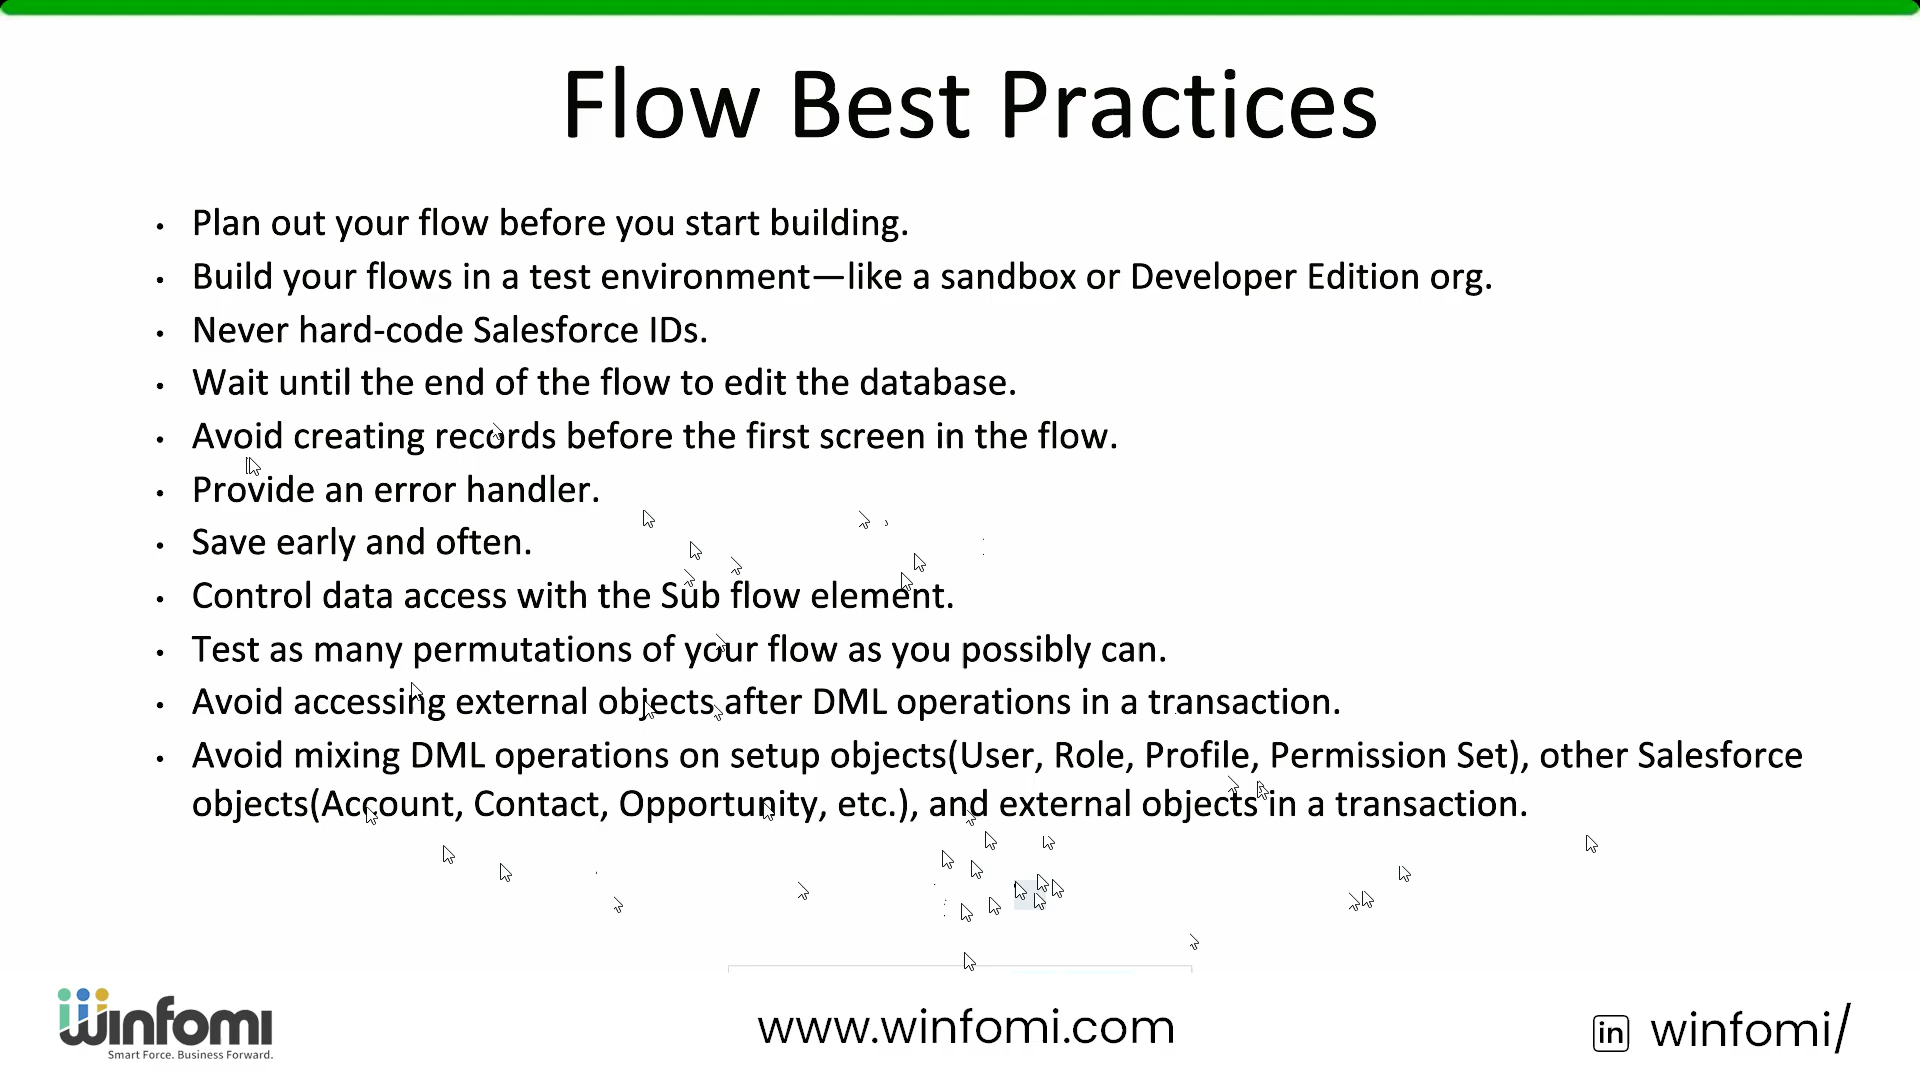 Flow Best Practices
• Plan out your flow before you start building.
• Build your flows in a test environment—like a sandbox or Developer Edition org.
• Never hard-code Salesforce IDs.
• Wait until the end of the flow to edit the database.
• Avoid creating records before the first screen in the flow.
• Provide an error handler.
• Save early and often.
• Control data access with the Sub flow element.
• Test as many permutations of your flow as you possibly can.
• Avoid accessing external objects after DML operations in a transaction.
• Avoid mixing DML operations on setup objects(User, Role, Profile, Permission Set), other Salesforce
objects(Account, Contact, Opportunity, etc.), and external objects in a transaction.
winfomi
Smart Force. Business Forward.
www.winfomi.com
in winfomi/